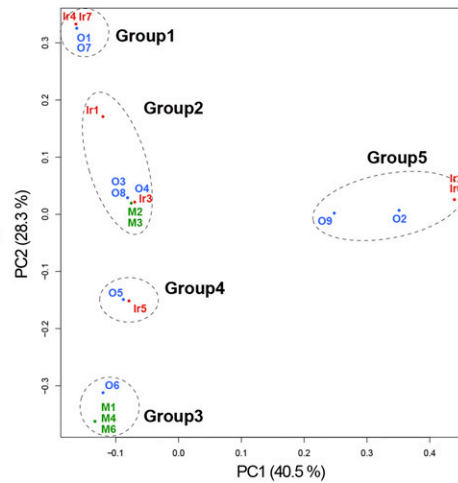 Ir4 Ir7
O1
O7
Group1
Group2
Ir1
O3 O4
O8 Ir3
M2
M3
Group5
O9
O2
O5
Ir5
Group4
O6
M1
M4
M6
Group3
0.3
0.2
0.1
0.0
-0.1
-0.2
-0.3
PC2 (28.3 %)
-0.1 0.0 0.1 0.2 0.3 0.4
PC1 (40.5 %)